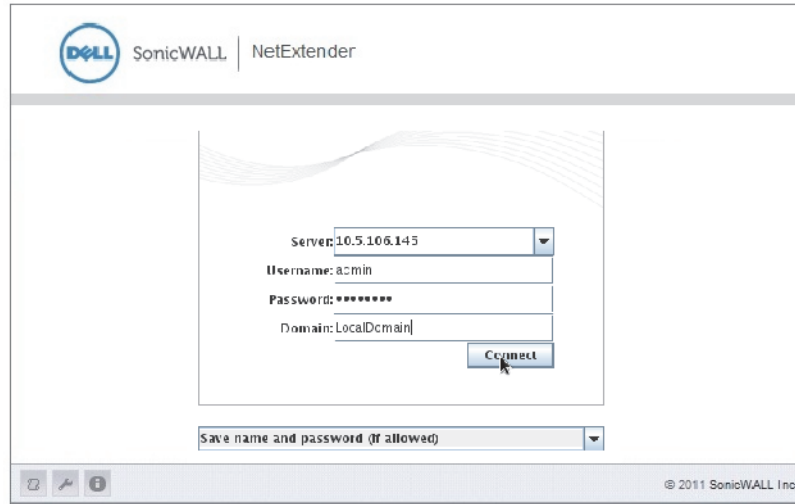 DELL SonicWALL | NetExtender
Server: 10.5.106.145
Username: admin
Password: ••••••••
Domain: LocalDomain
Connect
Save name and password (if allowed)
© 2011 SonicWALL Inc